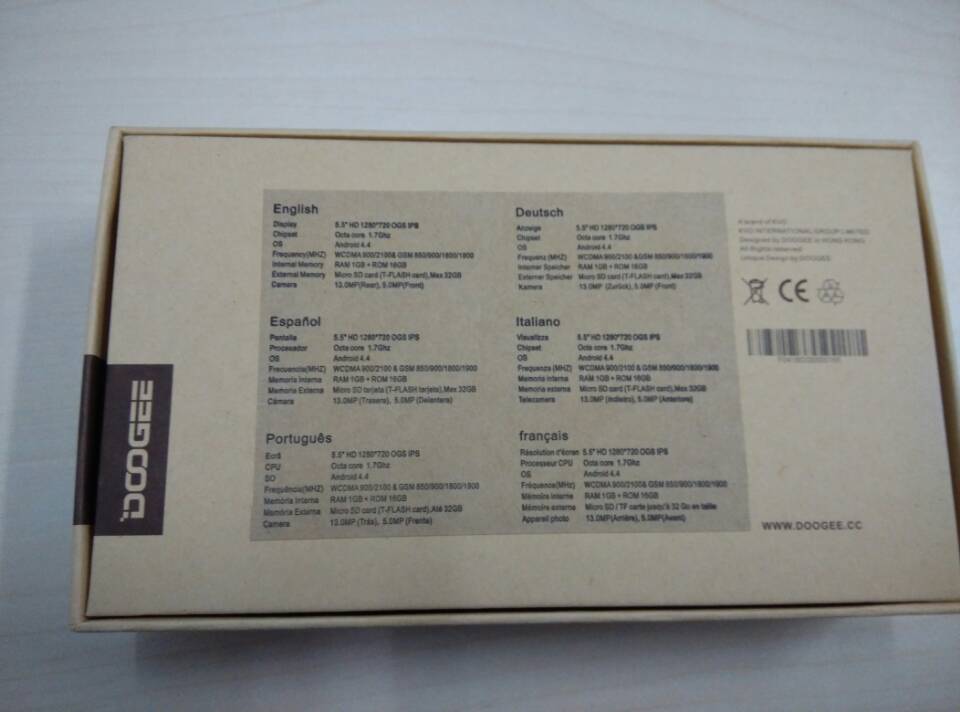 English
Display 5.5" HD 1280*720 OGS IPS
Chipset Octa core 1.7Ghz
OS Android 4.4
Frequency(MHZ) WCDMA 900/2100& GSM 850/900/1800/1900
Internal Memory RAM 1GB + ROM 16GB
External Memory Micro SD card (T-FLASH card),Max 32GB
Camera 13.0MP(Rear), 5.0MP(Front)
Deutsch
Anzeige 5.5" HD 1280*720 OGS IPS
Chipset Octa core 1.7Ghz
OS Android 4.4
Frequenz (MHZ) WCDMA 900/2100 & GSM 850/900/1800/1900
Interner Speicher RAM 1GB + ROM 16GB
Externer Speicher Micro SD card (T-FLASH card),Max 32GB
Kamera 13.0MP (Zurück), 5.0MP (Front)
Español
Pantalla 5.5" HD 1280*720 OGS IPS
Procesador Octa core 1.7Ghz
OS Android 4.4
Frecuencia(MHZ) WCDMA 900/2100 & GSM 850/900/1800/1900
Memoria Interna RAM 1GB + ROM 16GB
Memoria Externa Micro SD tarjeta (T-FLASH tarjeta),Max 32GB
Cámara 13.0MP (Trasera), 5.0MP (Delantera)
Italiano
Visualizza 5.5" HD 1280*720 OGS IPS
Chipset Octa core 1.7Ghz
OS Android 4.4
Frequenza (MHZ) WCDMA 900/2100 & GSM 850/900/1800/1900
Memoria interna RAM 1GB + ROM 16GB
Memoria esterna Micro SD card (T-FLASH card),Max 32GB
Telecamera 13.0MP (Indietro), 5.0MP (Anteriore)
Português
Ecrã 5.5" HD 1280*720 OGS IPS
CPU Octa core 1.7Ghz
SO Android 4.4
Frequência(MHZ) WCDMA 900/2100 & GSM 850/900/1800/1900
Memória Interna RAM 1GB + ROM 16GB
Memória Externa Micro SD card (T-FLASH card),Até 32GB
Camera 13.0MP (Trás), 5.0MP (Frente)
français
Résolution d'écran 5.5" HD 1280*720 OGS IPS
Processeur CPU Octa core 1.7Ghz
OS Android 4.4
Fréquence(MHz) WCDMA 900/2100& GSM 850/900/1800/1900
Mémoire interne RAM 1GB + ROM 16GB
Mémoire externe Micro SD / TF carte jusqu'à 32 Go en taille
Appareil photo 13.0MP(Arrière), 5.0MP(Avant)
A brand of KVD
KVD INTERNATIONAL GROUP LIMITED
Designed by DOOGEE in HONG KONG
All Rights reserved
Unique Design by DOOGEE
CE
WWW.DOOGEE.CC
DOOGEE